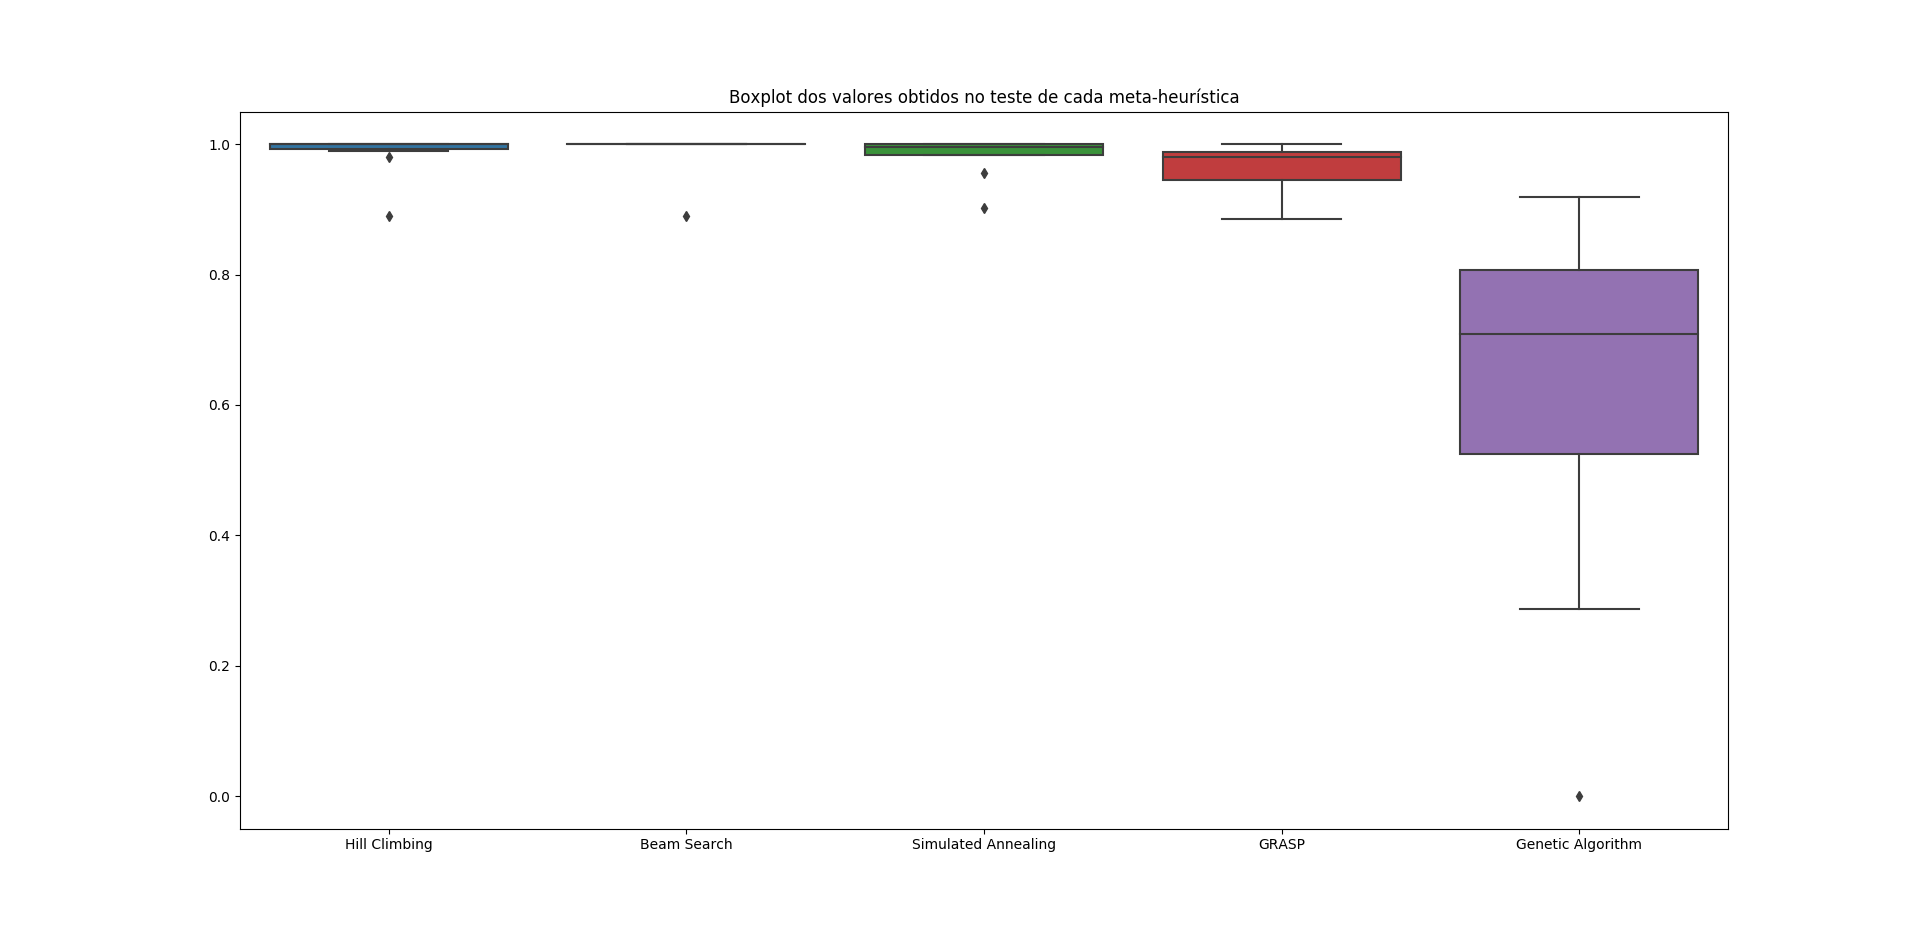 Boxplot dos valores obtidos no teste de cada meta-heurística
1.0
0.8
0.6
0.4
0.2
0.0
Hill Climbing
Beam Search
Simulated Annealing
GRASP
Genetic Algorithm